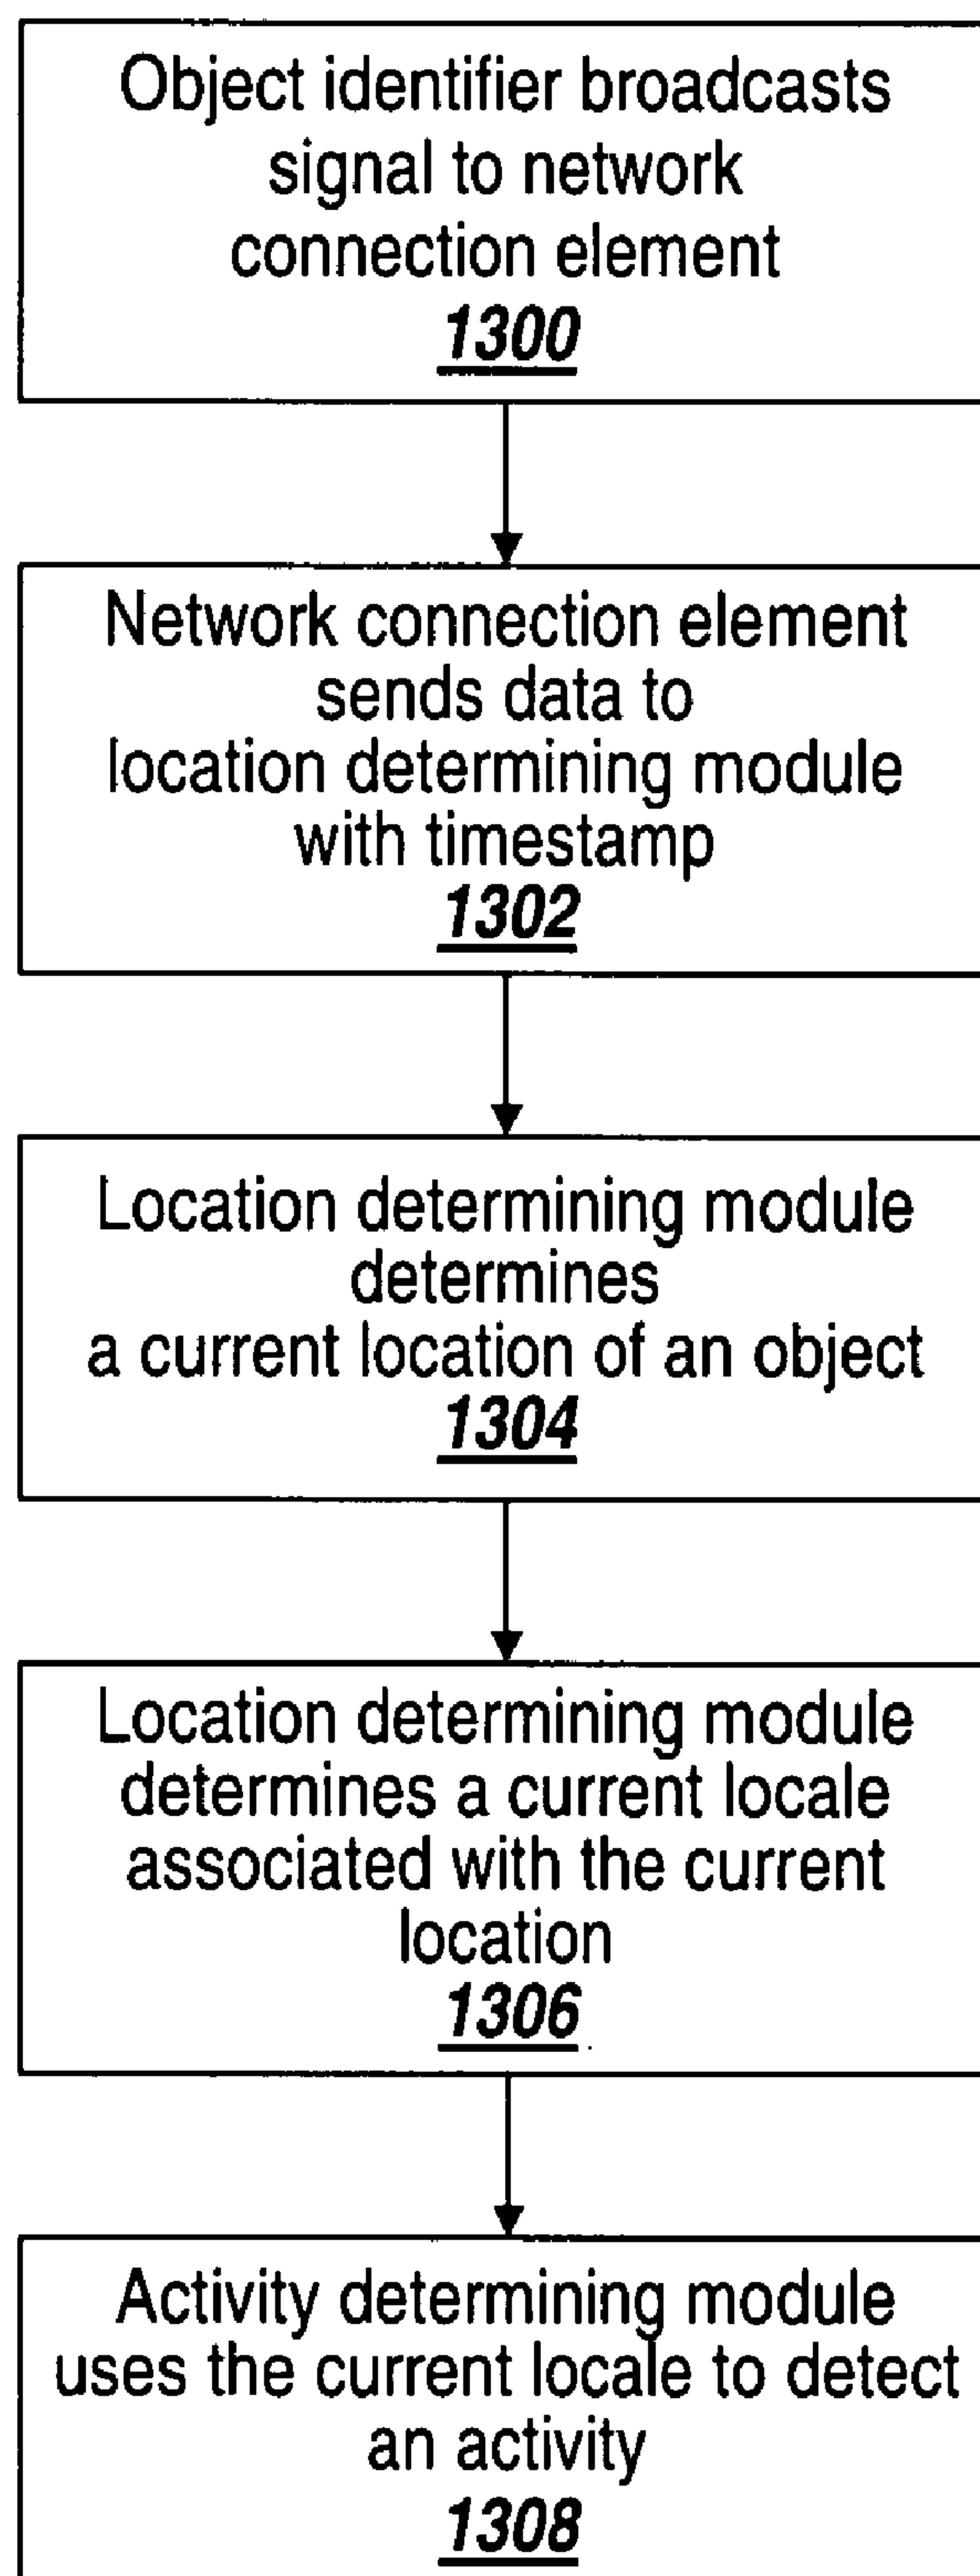 Object identifier broadcasts
signal to network
connection element
1300
Network connection element
sends data to
location determining module
with timestamp
1302
Location determining module
determines
a current location of an object
1304
Location determining module
determines a current locale
associated with the current
location
1306
Activity determining module
uses the current locale to detect
an activity
1308